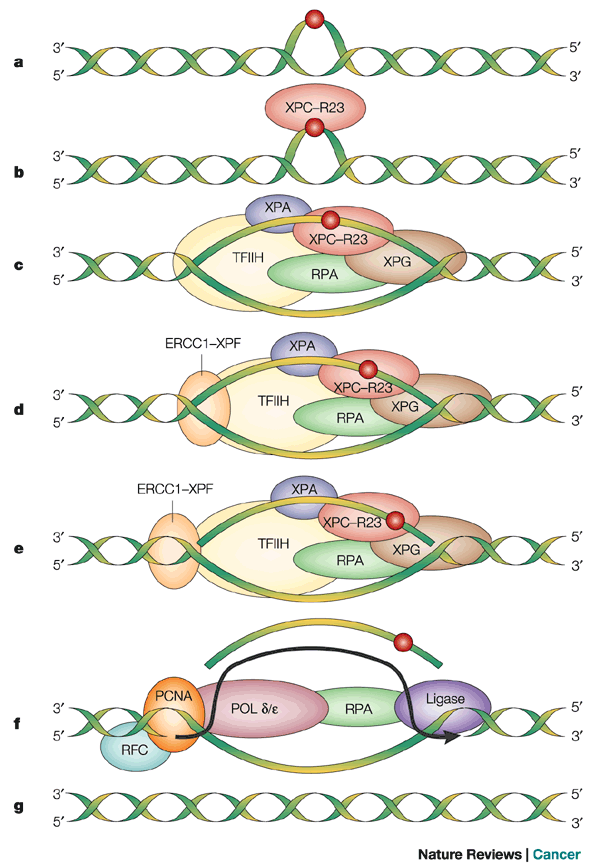 3′ 5′
a
5′ 3′
XPC–R23
3′ 5′
b
5′ 3′
XPA
XPC–R23
3′ 5′
TFIIH XPG
c
RPA
5′ 3′
ERCC1–XPF
XPA
XPC–R23
3′ 5′
TFIIH
d
XPG
RPA
5′ 3′
ERCC1–XPF
XPA
XPC–R23
3′ 5′
TFIIH XPG
e
RPA
5′ 3′
PCNA
Ligase
POL δ/ε RPA
3′ 5′
f
5′ 3′
RFC
3′ 5′
g
5′ 3′
Nature Reviews | Cancer